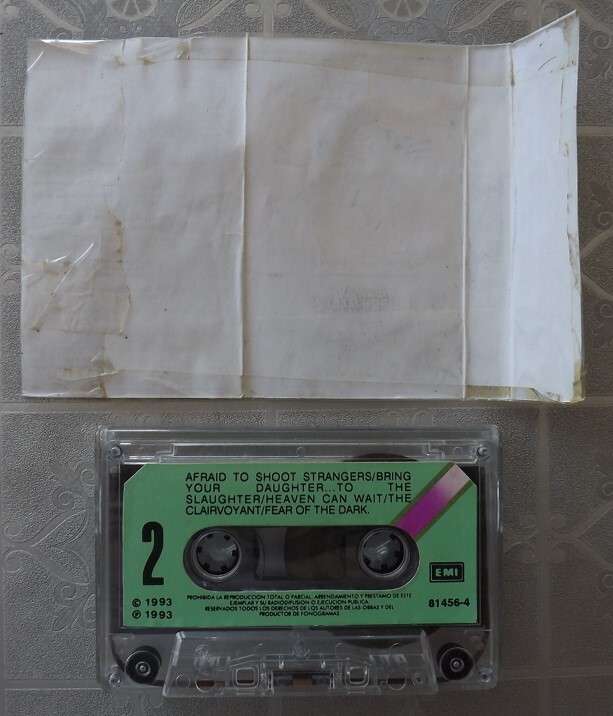 AFRAID TO SHOOT STRANGERS/BRING
YOUR DAUGHTER...TO THE
SLAUGHTER/HEAVEN CAN WAIT/THE
CLAIRVOYANT/FEAR OF THE DARK.
2
EMI
PROHIBIDA LA REPRODUCCION TOTAL O PARCIAL, ARRENDAMIENTO Y PRESTAMO DE ESTE
EJEMPLAR Y SU RADIODIFUSION O EJECUCION PUBLICA.
RESERVADOS TODOS LOS DERECHOS DE LOS AUTORES DE LAS OBRAS Y DEL
PRODUCTOR DE FONOGRAMAS.
© 1993
℗ 1993
81456-4